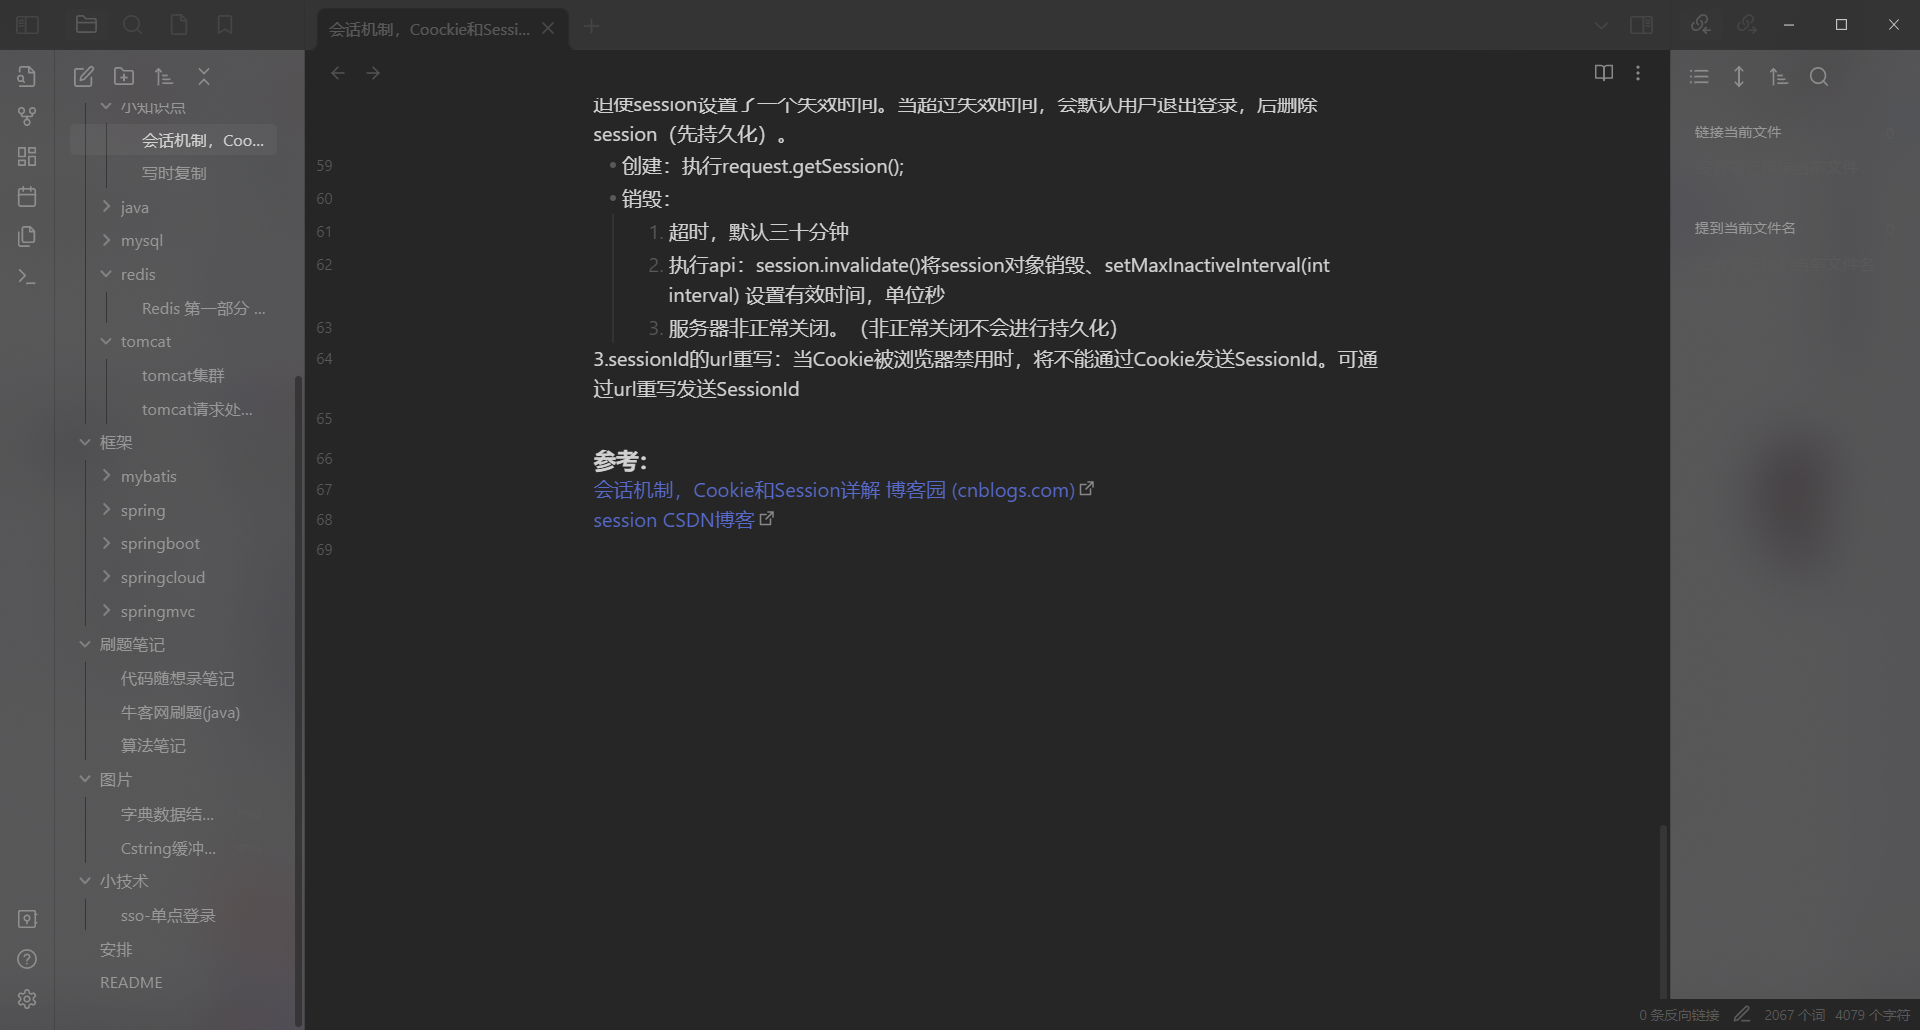 会话机制，Coockie和Sessi...
小知识点
会话机制，Coo...
写时复制
java
mysql
redis
Redis 第一部分 ...
tomcat
tomcat集群
tomcat请求处...
框架
mybatis
spring
springboot
springcloud
springmvc
刷题笔记
代码随想录笔记
牛客网刷题(java)
算法笔记
图片
字典数据结...
Cstring缓冲...
小技术
sso-单点登录
安排
README
迫使session设置了一个失效时间。当超过失效时间，会默认用户退出登录，后删除
session（先持久化）。
59 • 创建：执行request.getSession();
60 • 销毁：
61 1. 超时，默认三十分钟
62 2. 执行api：session.invalidate()将session对象销毁、setMaxInactiveInterval(int
interval) 设置有效时间，单位秒
63 3. 服务器非正常关闭。（非正常关闭不会进行持久化）
64 3.sessionId的url重写：当Cookie被浏览器禁用时，将不能通过Cookie发送SessionId。可通
过url重写发送SessionId
65
66 参考：
67 会话机制，Cookie和Session详解 博客园 (cnblogs.com)
68 session CSDN博客
69
链接当前文件
提到当前文件名
0 条反向链接 2067 个词 4079 个字符